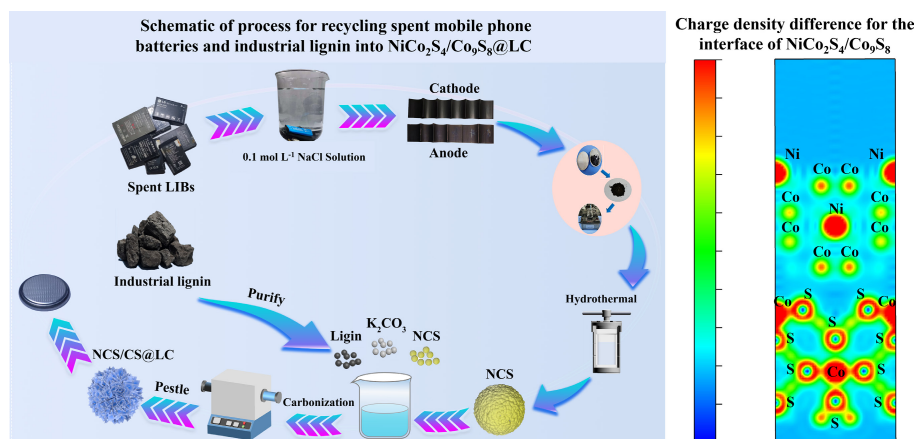 Schematic of process for recycling spent mobile phone
batteries and industrial lignin into NiCo₂S₄/Co₉S₈@LC
Charge density difference for the
interface of NiCo₂S₄/Co₉S₈
Spent LIBs
0.1 mol L⁻¹ NaCl Solution
Cathode
Anode
Industrial lignin
Purify
Hydrothermal
Ligin
K₂CO₃
NCS
NCS/CS@LC
Pestle
Carbonization
NCS
Ni
Ni
Co
Co
Co
Co
Ni
Co
Co
Co
Co
Co
S
S
Co
S
S
S
S
S
Co
S
S
S
S